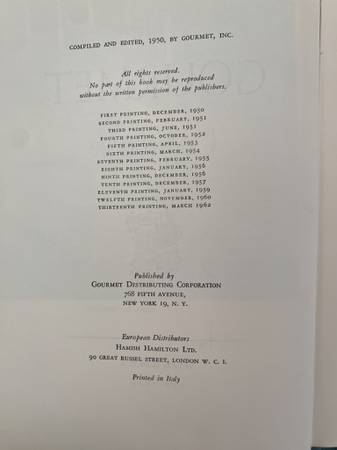 COMPILED AND EDITED, 1950, BY GOURMET, INC.
All rights reserved.
No part of this book may be reproduced
without the written permission of the publishers.
FIRST PRINTING, DECEMBER, 1950
SECOND PRINTING, FEBRUARY, 1951
THIRD PRINTING, JUNE, 1951
FOURTH PRINTING, OCTOBER, 1952
FIFTH PRINTING, APRIL, 1953
SIXTH PRINTING, MARCH, 1954
SEVENTH PRINTING, FEBRUARY, 1955
EIGHTH PRINTING, JANUARY, 1956
NINTH PRINTING, DECEMBER, 1956
TENTH PRINTING, DECEMBER, 1957
ELEVENTH PRINTING, JANUARY, 1959
TWELFTH PRINTING, NOVEMBER, 1960
THIRTEENTH PRINTING, MARCH 1962
Published by
GOURMET DISTRIBUTING CORPORATION
768 FIFTH AVENUE,
NEW YORK 19, N. Y.
European Distributors
HAMISH HAMILTON LTD.
90 GREAT RUSSEL STREET, LONDON W. C. I.
Printed in Italy